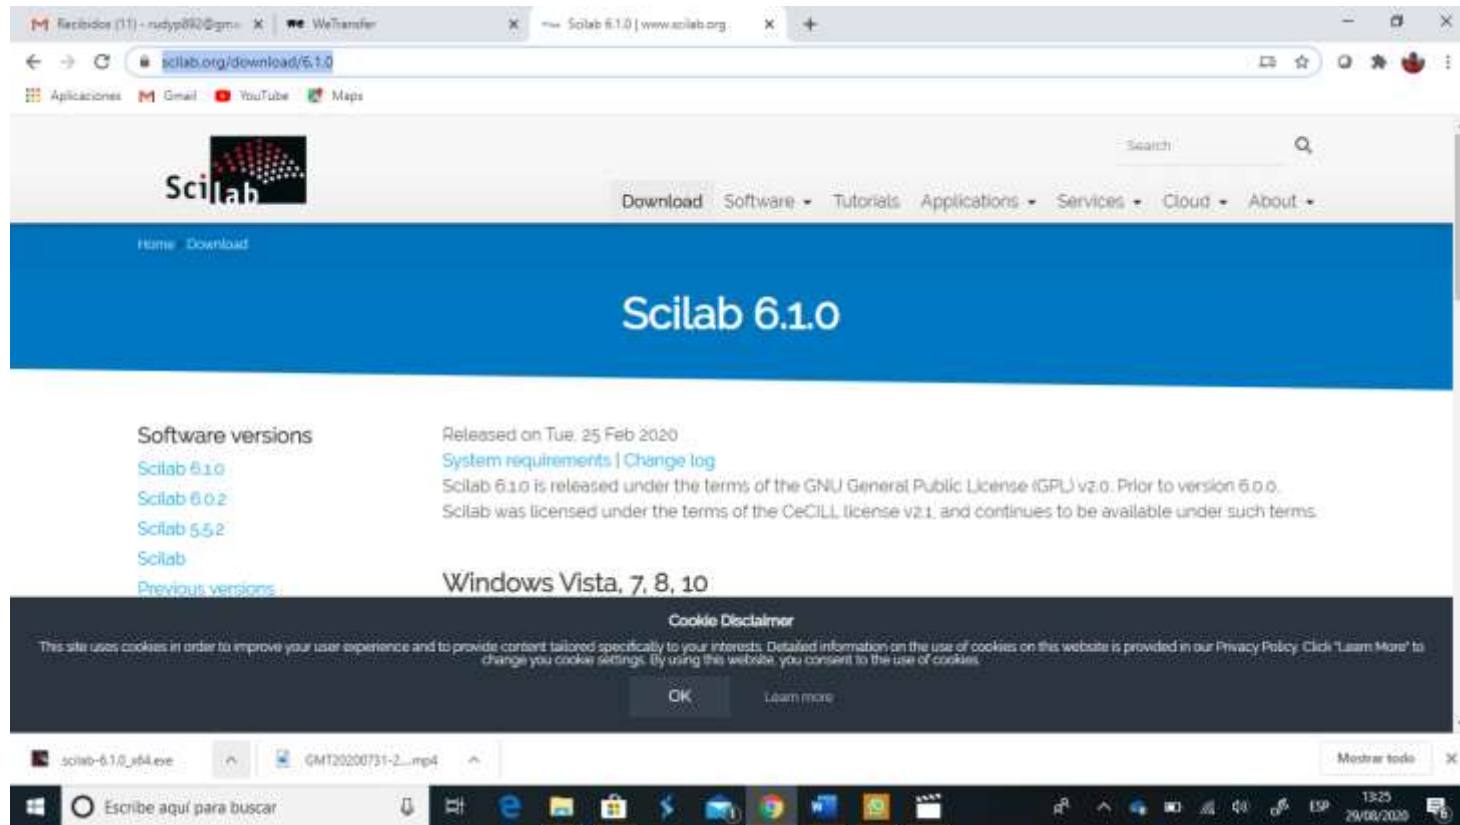 Recibidos (11) - rudyp892@gm
WeTransfer
Scilab 6.1.0 | www.scilab.org
scilab.org/download/6.1.0
Aplicaciones Gmail YouTube Maps
Scilab
Search
Download Software Tutorials Applications Services Cloud About
Home Download
Scilab 6.1.0
Software versions
Scilab 6.1.0
Scilab 6.0.2
Scilab 5.5.2
Scilab
Previous versions
Released on Tue, 25 Feb 2020
System requirements | Change log
Scilab 6.1.0 is released under the terms of the GNU General Public License (GPL) v2.0. Prior to version 6.0.0,
Scilab was licensed under the terms of the CeCILL license v2.1, and continues to be available under such terms.
Windows Vista, 7, 8, 10
Cookie Disclaimer
This site uses cookies in order to improve your user experience and to provide content tailored specifically to your interests. Detailed information on the use of cookies on this website is provided in our Privacy Policy. Click "Learn More" to
change you cookie settings. By using this website, you consent to the use of cookies.
OK Learn more
scilab-6.1.0_x64.exe GMT20200731-2....mp4 Mostrar todo
Escribe aquí para buscar
ESP
13:25
29/08/2020
6